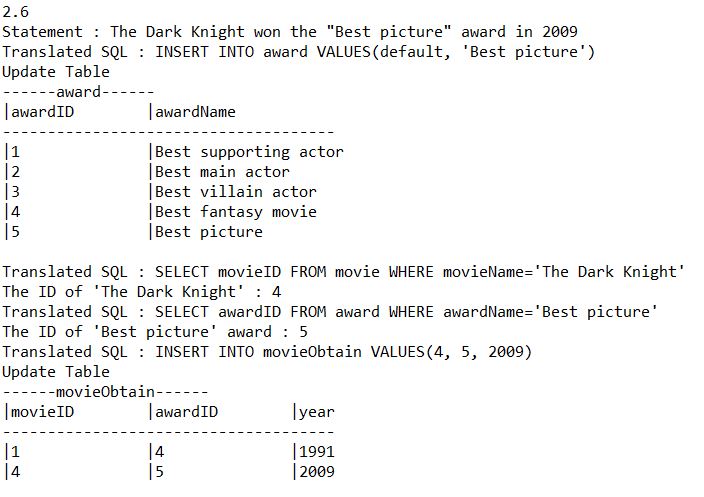 2.6
Statement : The Dark Knight won the "Best picture" award in 2009
Translated SQL : INSERT INTO award VALUES(default, 'Best picture')
Update Table
------award------
|awardID        |awardName
-------------------------------------
|1              |Best supporting actor
|2              |Best main actor
|3              |Best villain actor
|4              |Best fantasy movie
|5              |Best picture

Translated SQL : SELECT movieID FROM movie WHERE movieName='The Dark Knight'
The ID of 'The Dark Knight' : 4
Translated SQL : SELECT awardID FROM award WHERE awardName='Best picture'
The ID of 'Best picture' award : 5
Translated SQL : INSERT INTO movieObtain VALUES(4, 5, 2009)
Update Table
------movieObtain------
|movieID        |awardID        |year
-------------------------------------
|1              |4              |1991
|4              |5              |2009